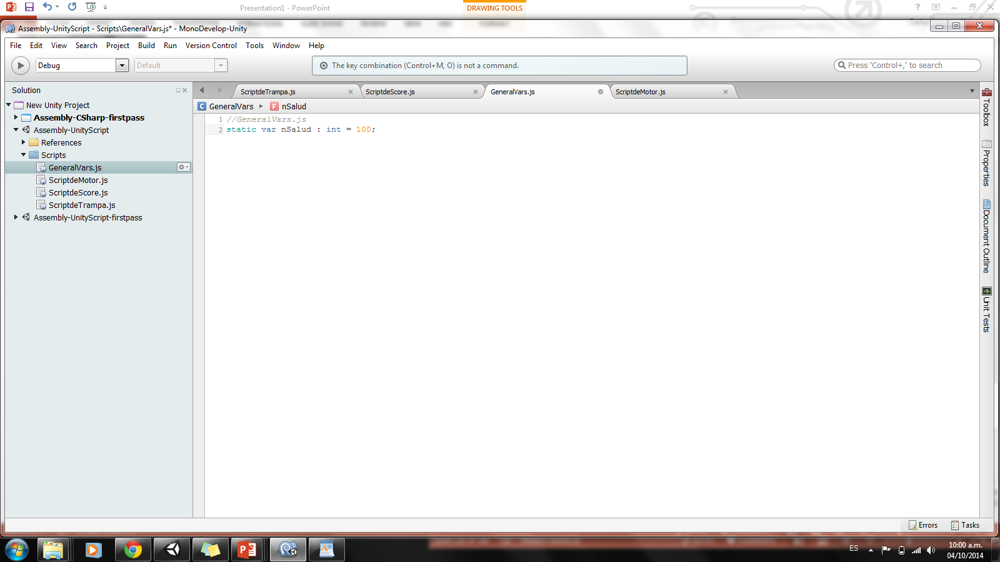 Presentation1 - PowerPoint
DRAWING TOOLS
?
Assembly-UnityScript - Scripts\GeneralVars.js* - MonoDevelop-Unity
File Edit View Search Project Build Run Version Control Tools Window Help
Debug
Default
The key combination (Control+M, O) is not a command.
Press 'Control+,' to search
Solution
New Unity Project
Assembly-CSharp-firstpass
Assembly-UnityScript
References
Scripts
GeneralVars.js
ScriptdeMotor.js
ScriptdeScore.js
ScriptdeTrampa.js
Assembly-UnityScript-firstpass
ScriptdeTrampa.js
ScriptdeScore.js
GeneralVars.js
ScriptdeMotor.js
GeneralVars
nSalud
1 //GeneralVars.js
2 static var nSalud : int = 100;
Toolbox
Properties
Document Outline
Unit Tests
Errors
Tasks
ES
10:00 a.m.
04/10/2014